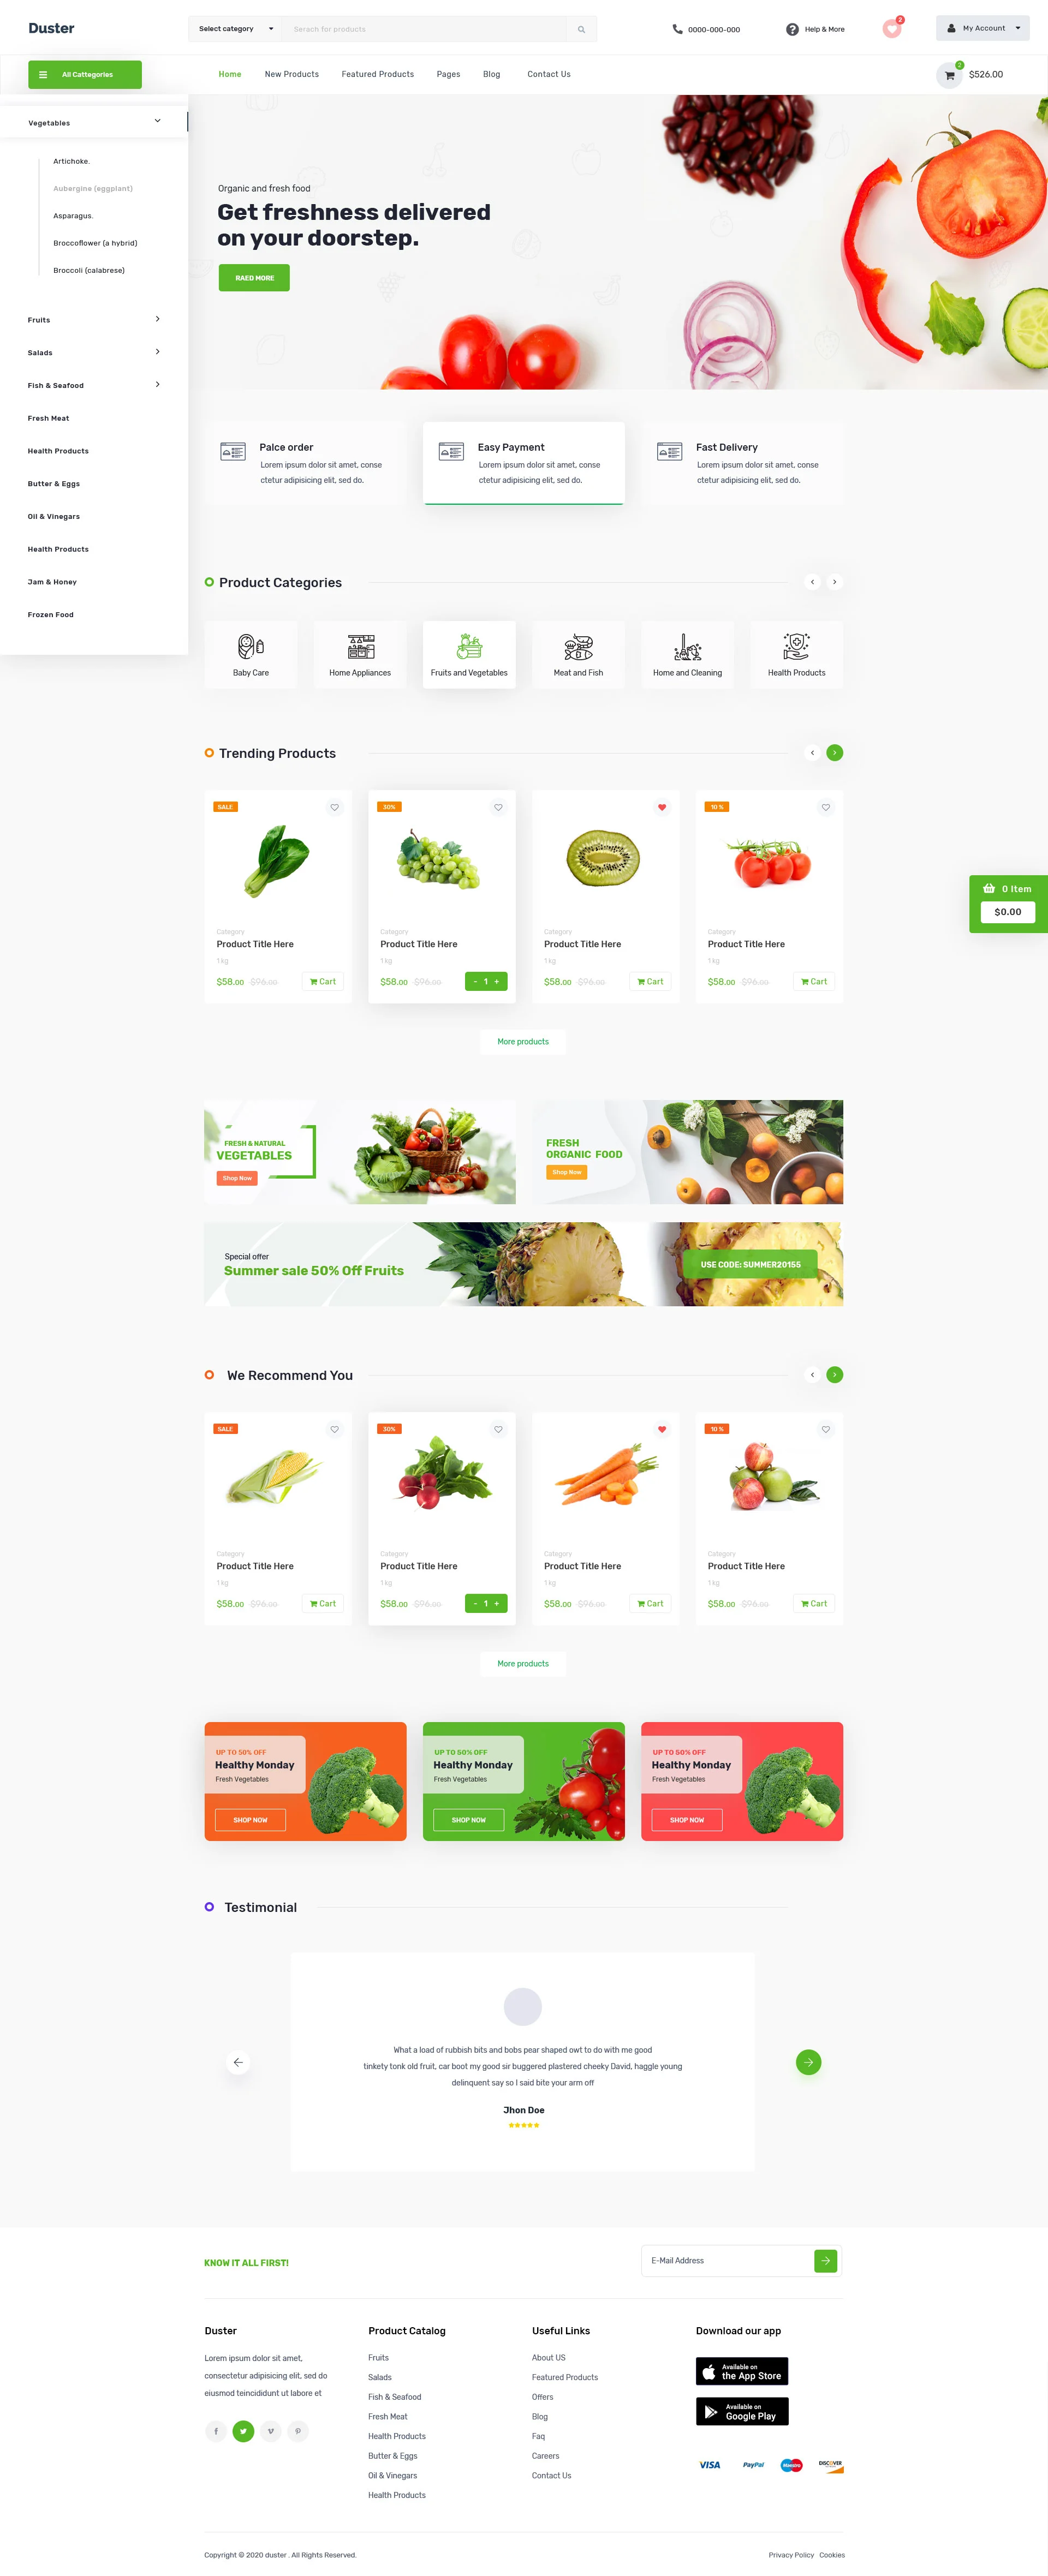 Duster
Select category
Serach for products
0000-000-000
Help & More
2
My Account
All Cattegories
Home
New Products
Featured Products
Pages
Blog
Contact Us
2
$526.00
Vegetables
Artichoke.
Aubergine (eggplant)
Asparagus.
Broccoflower (a hybrid)
Broccoli (calabrese)
Fruits
Salads
Fish & Seafood
Fresh Meat
Health Products
Butter & Eggs
Oil & Vinegars
Health Products
Jam & Honey
Frozen Food
Organic and fresh food
Get freshness delivered
on your doorstep.
RAED MORE
Palce order
Lorem ipsum dolor sit amet, conse
ctetur adipisicing elit, sed do.
Easy Payment
Lorem ipsum dolor sit amet, conse
ctetur adipisicing elit, sed do.
Fast Delivery
Lorem ipsum dolor sit amet, conse
ctetur adipisicing elit, sed do.
Product Categories
Baby Care
Home Appliances
Fruits and Vegetables
Meat and Fish
Home and Cleaning
Health Products
Trending Products
SALE
Category
Product Title Here
1 kg
$58.00 $96.00
Cart
30%
Category
Product Title Here
1 kg
$58.00 $96.00
- 1 +
Category
Product Title Here
1 kg
$58.00 $96.00
Cart
10 %
Category
Product Title Here
1 kg
$58.00 $96.00
Cart
0 Item
$0.00
More products
FRESH & NATURAL
VEGETABLES
Shop Now
FRESH
ORGANIC FOOD
Shop Now
Special offer
Summer sale 50% Off Fruits
USE CODE: SUMMER20155
We Recommend You
SALE
Category
Product Title Here
1 kg
$58.00 $96.00
Cart
30%
Category
Product Title Here
1 kg
$58.00 $96.00
- 1 +
Category
Product Title Here
1 kg
$58.00 $96.00
Cart
10 %
Category
Product Title Here
1 kg
$58.00 $96.00
Cart
More products
UP TO 50% OFF
Healthy Monday
Fresh Vegetables
SHOP NOW
UP TO 50% OFF
Healthy Monday
Fresh Vegetables
SHOP NOW
UP TO 50% OFF
Healthy Monday
Fresh Vegetables
SHOP NOW
Testimonial
What a load of rubbish bits and bobs pear shaped owt to do with me good
tinkety tonk old fruit, car boot my good sir buggered plastered cheeky David, haggle young
delinquent say so I said bite your arm off
Jhon Doe
KNOW IT ALL FIRST!
E-Mail Address
Duster
Lorem ipsum dolor sit amet,
consectetur adipisicing elit, sed do
eiusmod teincididunt ut labore et
Product Catalog
Fruits
Salads
Fish & Seafood
Fresh Meat
Health Products
Butter & Eggs
Oil & Vinegars
Health Products
Useful Links
About US
Featured Products
Offers
Blog
Faq
Careers
Contact Us
Download our app
Available on
the App Store
Available on
Google Play
VISA
PayPal
Maestro
DISCOVER
Copyright © 2020 duster . All Rights Reserved.
Privacy Policy
Cookies